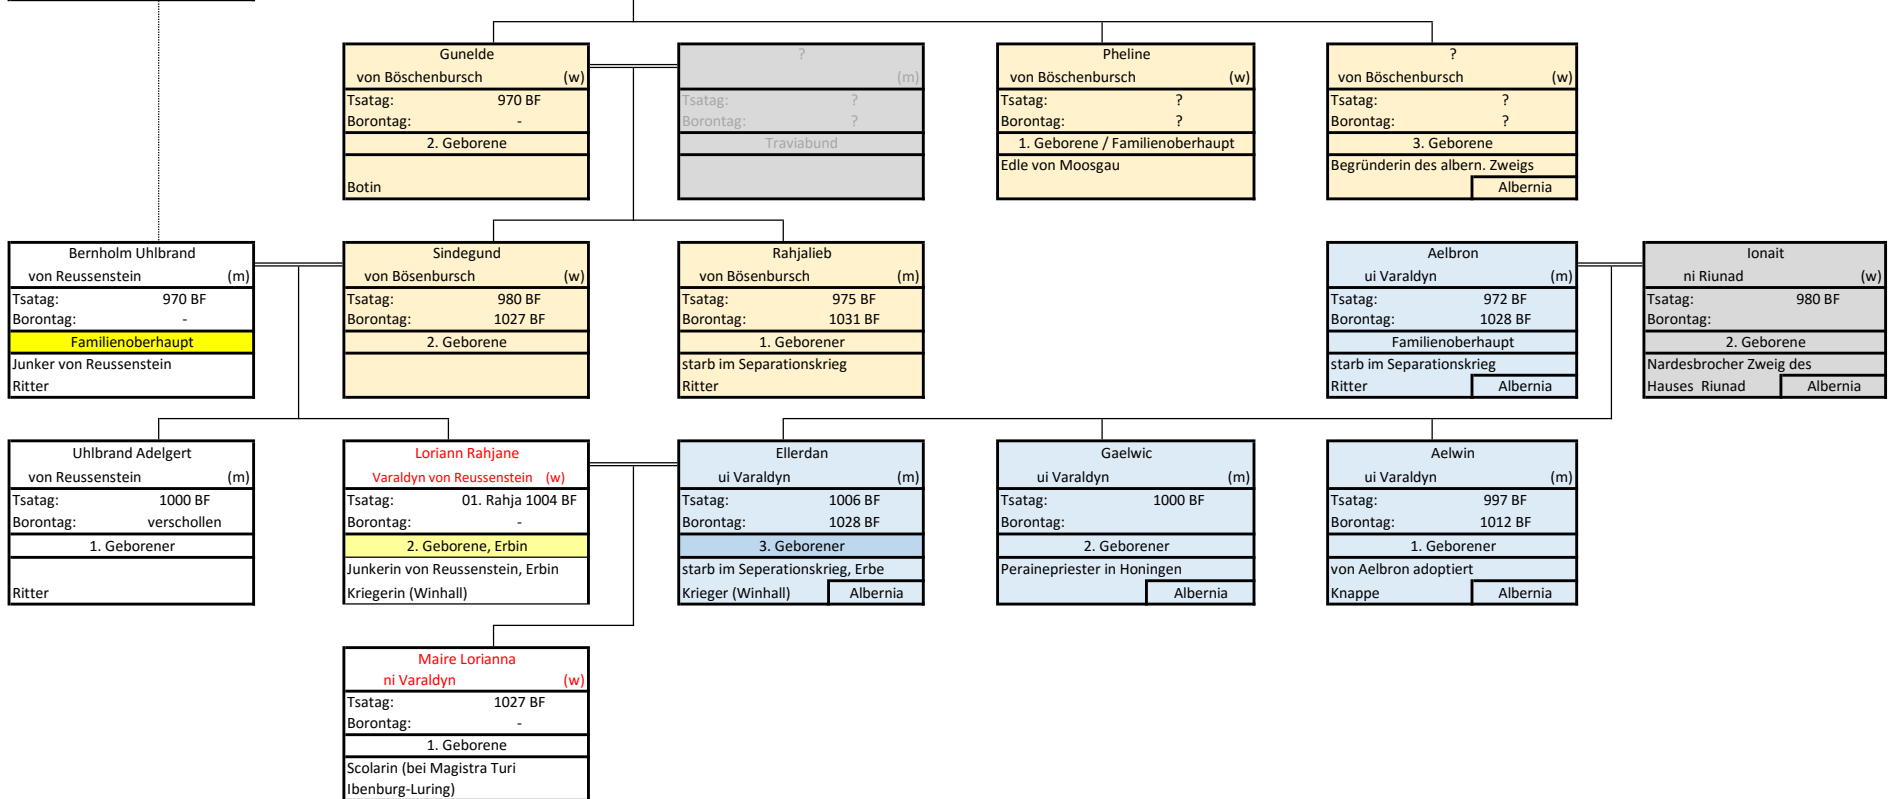 Gunelde
von Böschenbursch (w)
Tsatag: 970 BF
Borontag: -
2. Geborene
Botin
?
(m)
Tsatag: ?
Borontag: ?
Traviabund
Pheline
von Böschenbursch (w)
Tsatag: ?
Borontag: ?
1. Geborene / Familienoberhaupt
Edle von Moosgau
?
von Böschenbursch (w)
Tsatag: ?
Borontag: ?
3. Geborene
Begründerin des albern. Zweigs
Albernia
Bernholm Uhlbrand
von Reussenstein (m)
Tsatag: 970 BF
Borontag: -
Familienoberhaupt
Junker von Reussenstein
Ritter
Sindegund
von Bösenbursch (w)
Tsatag: 980 BF
Borontag: 1027 BF
2. Geborene
Rahjalieb
von Bösenbursch (m)
Tsatag: 975 BF
Borontag: 1031 BF
1. Geborener
starb im Separationskrieg
Ritter
Aelbron
ui Varaldyn (m)
Tsatag: 972 BF
Borontag: 1028 BF
Familienoberhaupt
starb im Separationskrieg
Ritter Albernia
Ionait
ni Riunad (w)
Tsatag: 980 BF
Borontag:
2. Geborene
Nardesbrocher Zweig des
Hauses Riunad Albernia
Uhlbrand Adelgert
von Reussenstein (m)
Tsatag: 1000 BF
Borontag: verschollen
1. Geborener
Ritter
Loriann Rahjane
Varaldyn von Reussenstein (w)
Tsatag: 01. Rahja 1004 BF
Borontag: -
2. Geborene, Erbin
Junkerin von Reussenstein, Erbin
Kriegerin (Winhall)
Ellerdan
ui Varaldyn (m)
Tsatag: 1006 BF
Borontag: 1028 BF
3. Geborener
starb im Seperationskrieg, Erbe
Krieger (Winhall) Albernia
Gaelwic
ui Varaldyn (m)
Tsatag: 1000 BF
Borontag:
2. Geborener
Perainepriester in Honingen
Albernia
Aelwin
ui Varaldyn (m)
Tsatag: 997 BF
Borontag: 1012 BF
1. Geborener
von Aelbron adoptiert
Knappe Albernia
Maire Lorianna
ni Varaldyn (w)
Tsatag: 1027 BF
Borontag: -
1. Geborene
Scolarin (bei Magistra Turi
Ibenburg-Luring)